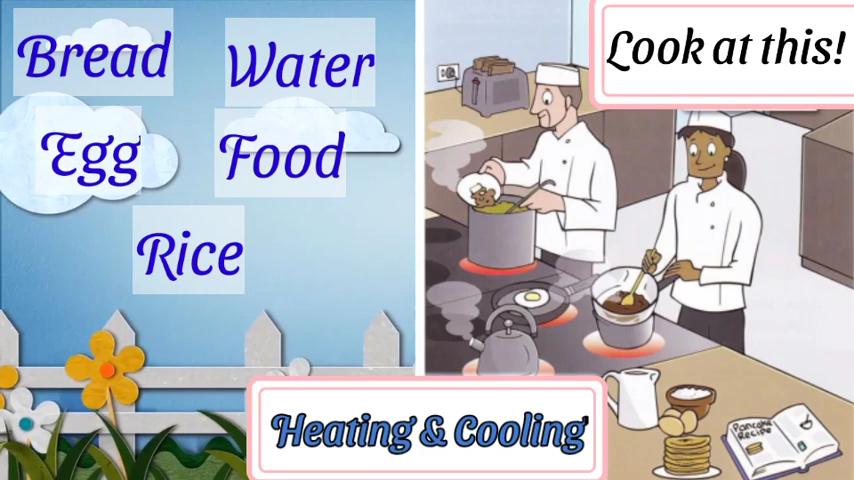 Bread
Water
Egg
Food
Rice
Look at this!
Heating & Cooling
Pancake
Recipe